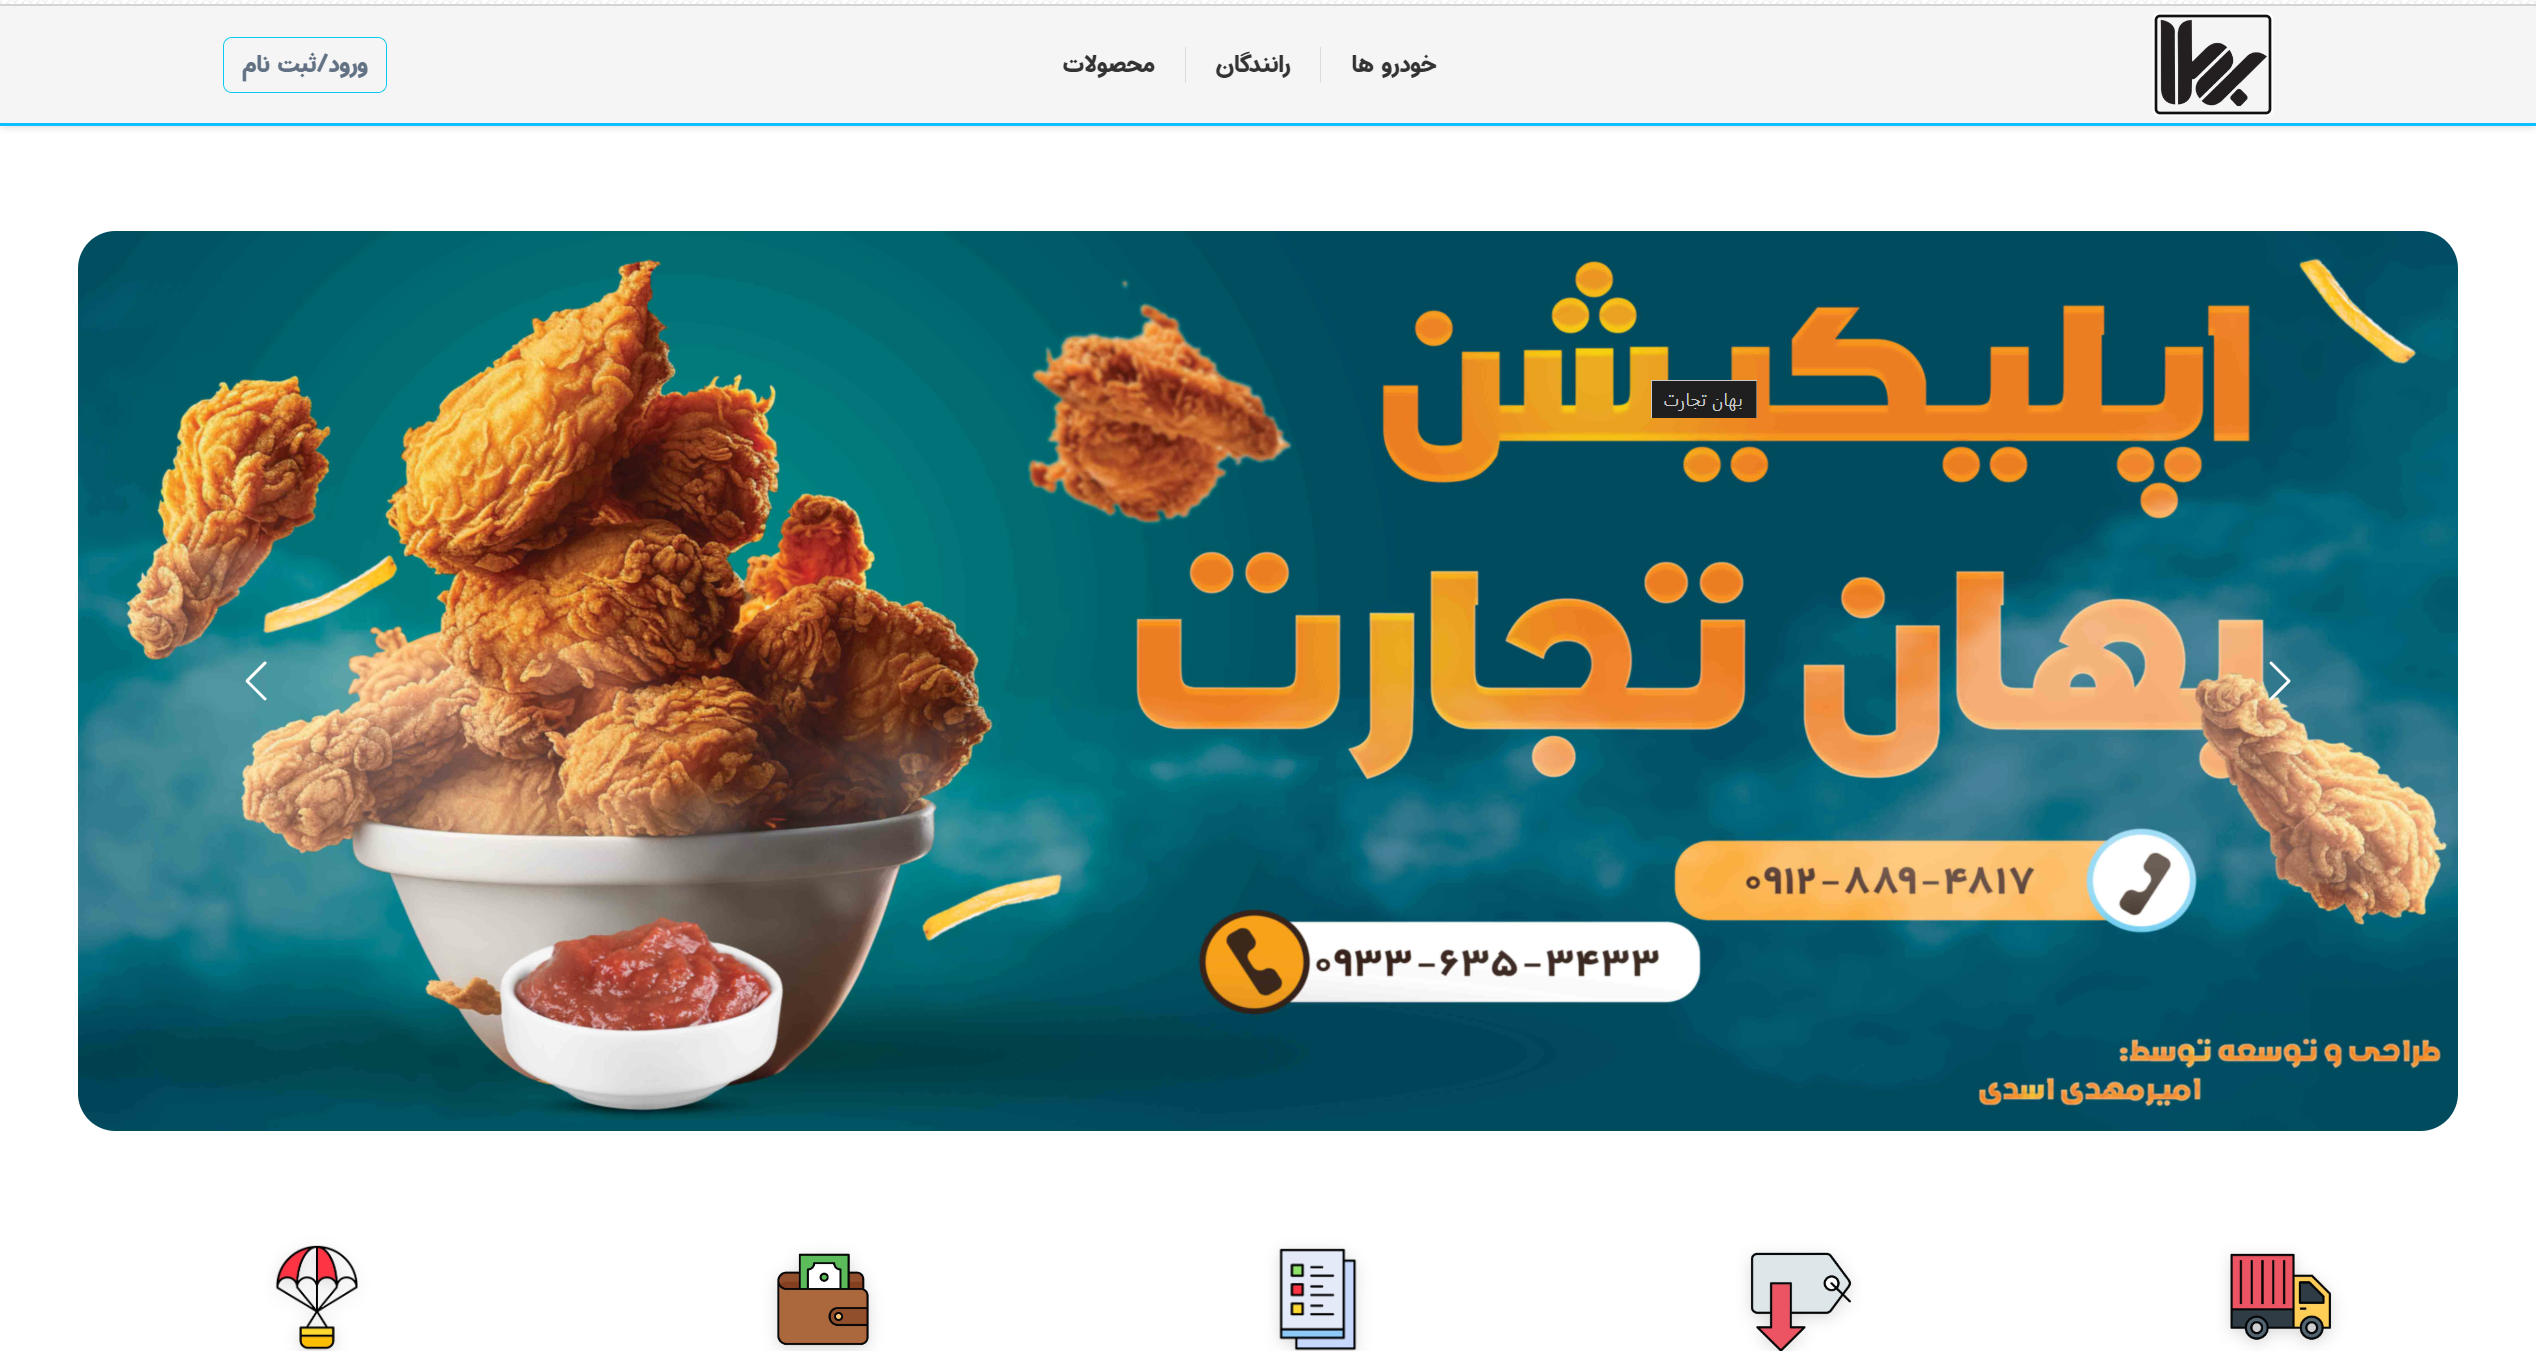 خودرو ها
رانندگان
محصولات
ورود/ثبت نام
اپلیکیشن
بهان تجارت
بهان تجارت
۰۹۱۲-۸۸۹-۴۸۱۷
۰۹۳۳-۶۳۵-۳۴۳۳
طراحی و توسعه توسط:
امیرمهدی اسدی